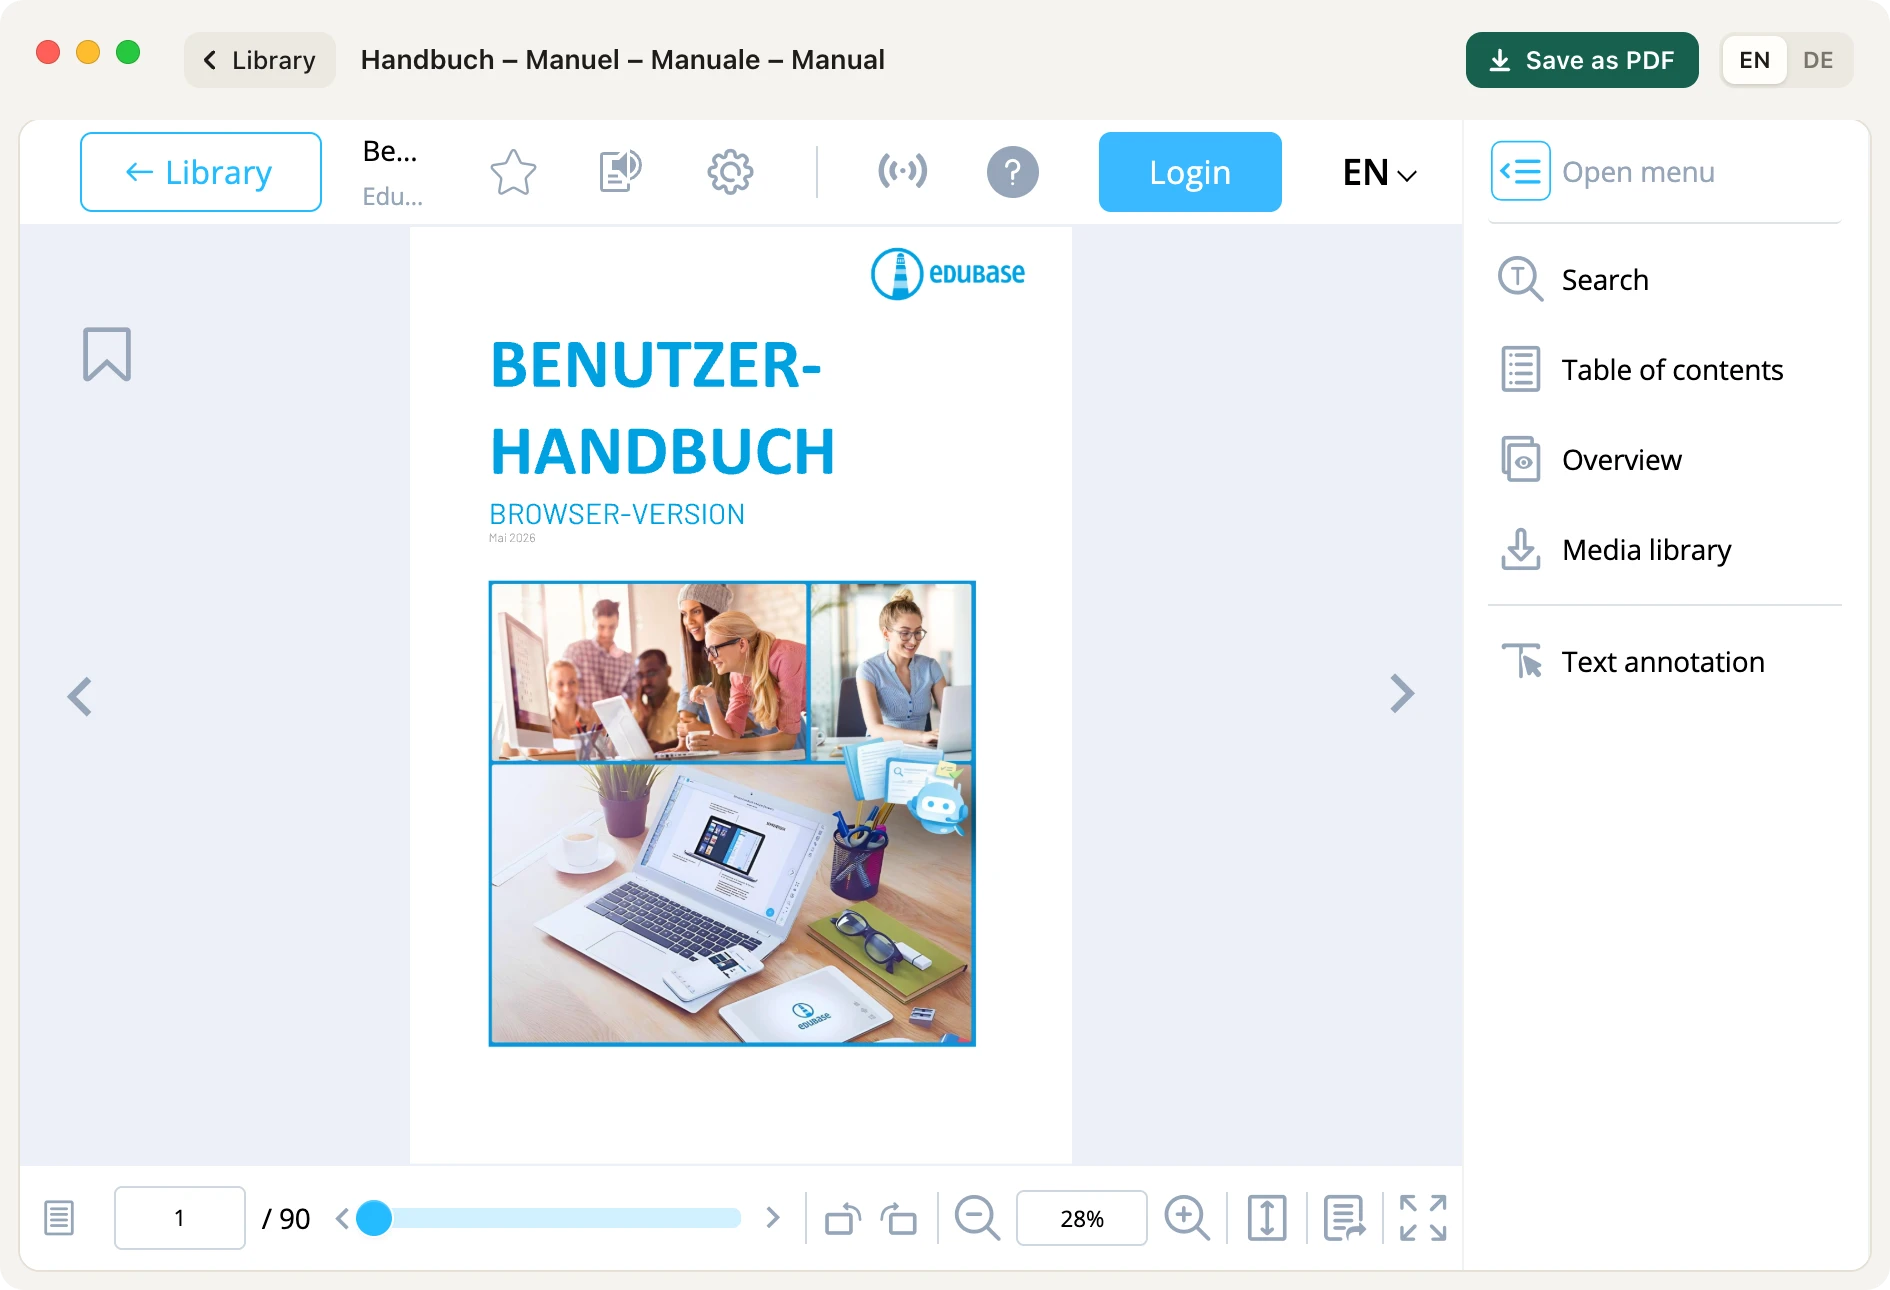 Library
Handbuch – Manuel – Manuale – Manual
Save as PDF
EN
DE
← Library
Be...
Edu...
?
Login
EN
Open menu
EDUBASE
BENUTZER-
HANDBUCH
BROWSER-VERSION
Mai 2026
EDUBASE
Search
Table of contents
Overview
Media library
Text annotation
1
/ 90
28%